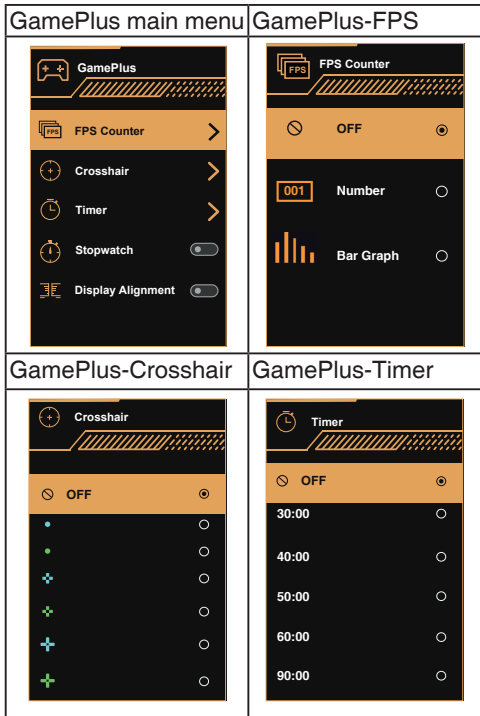 GamePlus main menu
GamePlus
FPS
FPS Counter
Crosshair
Timer
Stopwatch
Display Alignment
GamePlus-FPS
FPS
FPS Counter
OFF
001 Number
Bar Graph
GamePlus-Crosshair
Crosshair
OFF
GamePlus-Timer
Timer
OFF
30:00
40:00
50:00
60:00
90:00